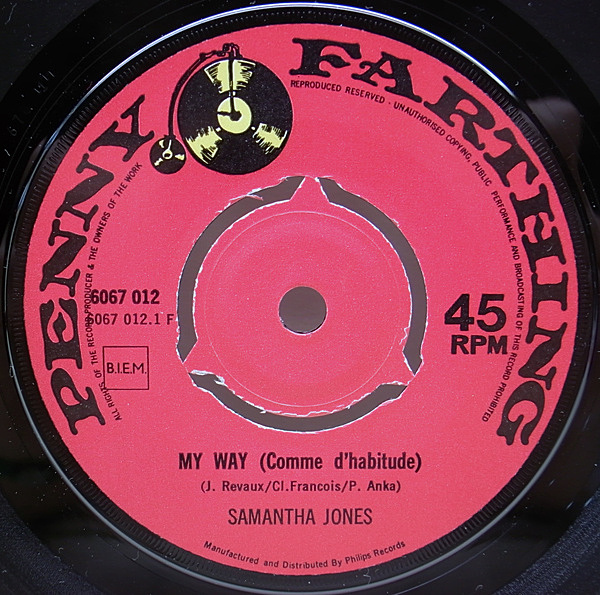 PENNY FARTHING
ALL RIGHTS OF THE RECORD PRODUCER & THE OWNERS OF THE WORK
REPRODUCED RESERVED - UNAUTHORISED COPYING, PUBLIC PERFORMANCE AND BROADCASTING OF THIS RECORD PROHIBITED
6067 012
6067 012.1 F
B.I.E.M.
45
RPM
MY WAY (Comme d'habitude)
(J. Revaux/Cl.Francois/P. Anka)
SAMANTHA JONES
Manufactured and Distributed By Philips Records